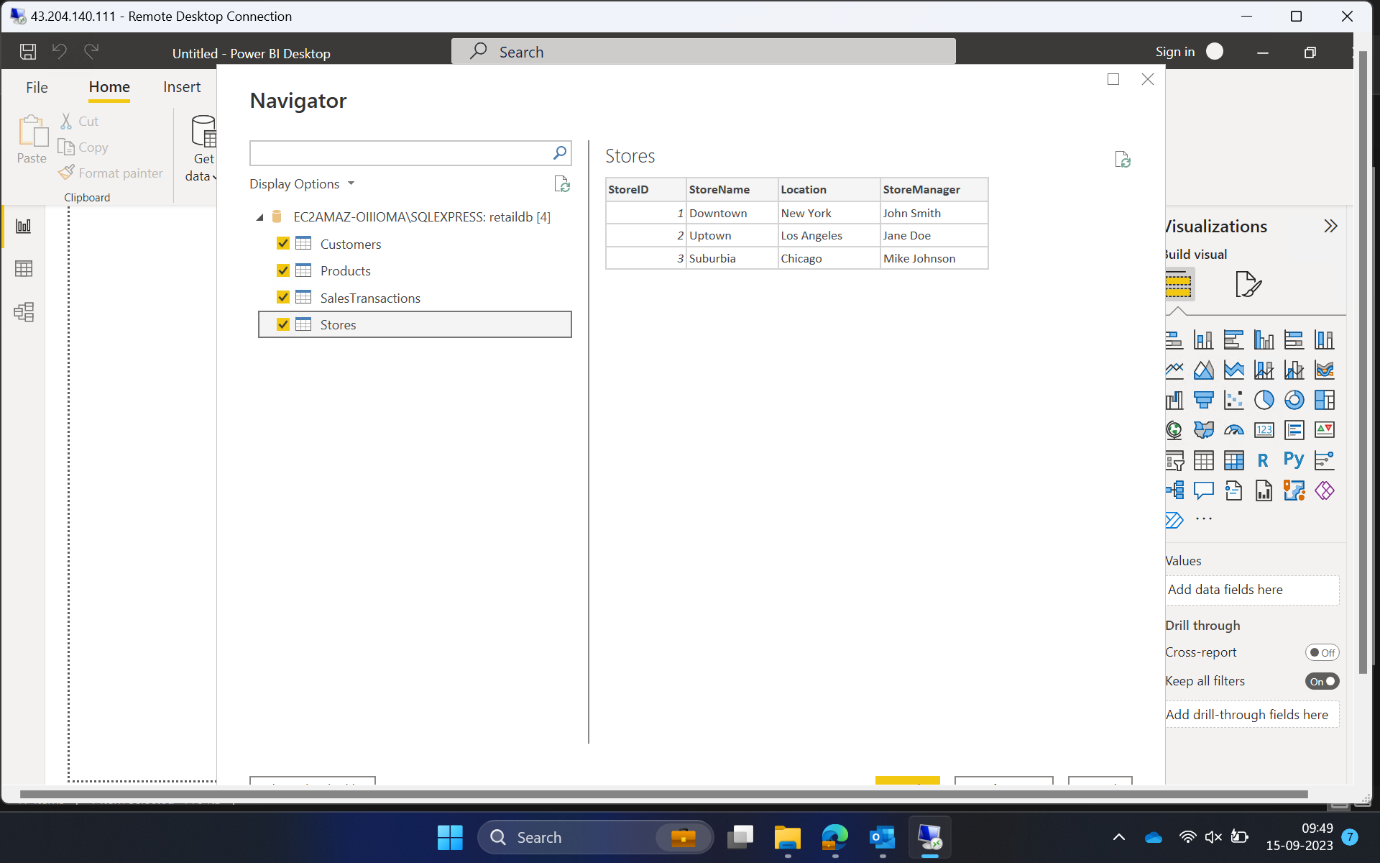 43.204.140.111 - Remote Desktop Connection
Untitled - Power BI Desktop
Search
Sign in
File
Home
Insert
Paste
Cut
Copy
Format painter
Clipboard
Get
data
Navigator
Display Options
EC2AMAZ-OIIIOMA\SQLEXPRESS: retaildb [4]
Customers
Products
SalesTransactions
Stores
Stores
StoreID StoreName Location StoreManager
1 Downtown New York John Smith
2 Uptown Los Angeles Jane Doe
3 Suburbia Chicago Mike Johnson
Visualizations
Build visual
123
R
Py
...
Values
Add data fields here
Drill through
Cross-report
Off
Keep all filters
On
Add drill-through fields here
Search
09:49
15-09-2023
7